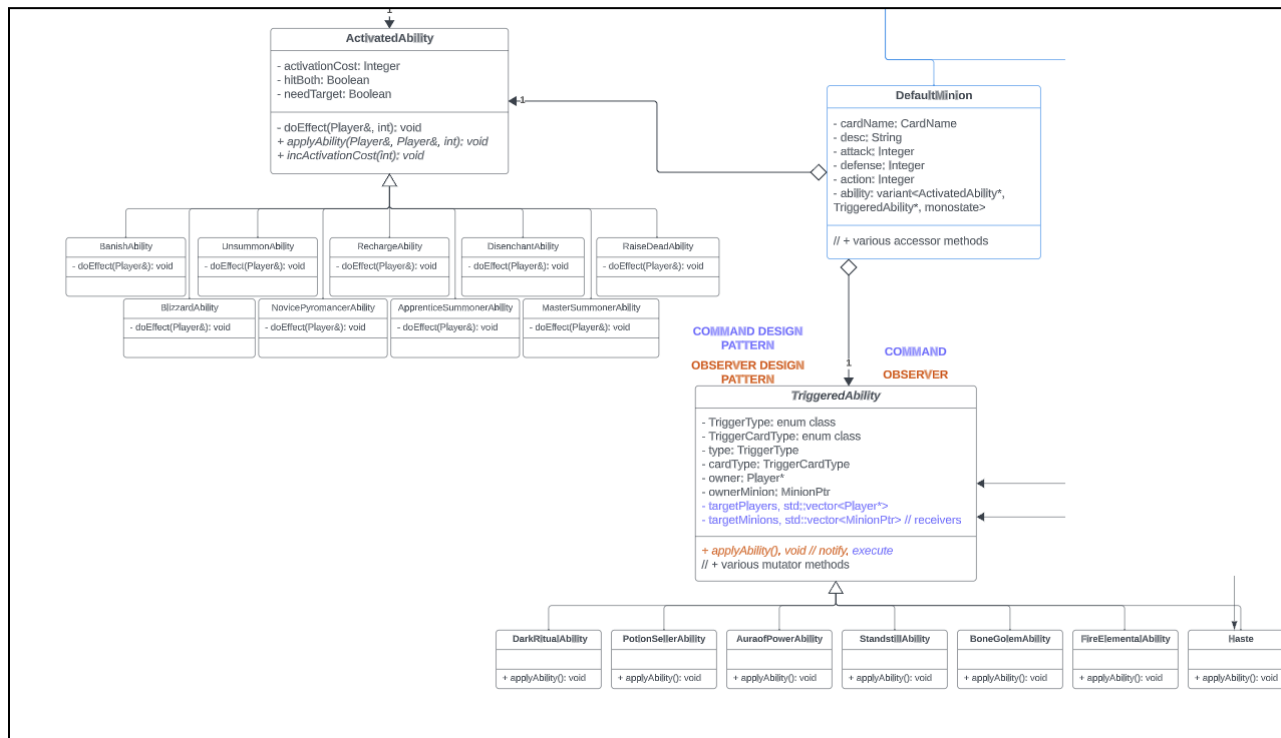 1
ActivatedAbility
- activationCost: Integer
- hitBoth: Boolean
- needTarget: Boolean
- doEffect(Player&, int): void
+ applyAbility(Player&, Player&, int): void
+ incActivationCost(int): void
1
DefaultMinion
- cardName: CardName
- desc: String
- attack: Integer
- defense: Integer
- action: Integer
- ability: variant<ActivatedAbility*,
TriggeredAbility*, monostate>
// + various accessor methods
BanishAbility
- doEffect(Player&): void
UnsummonAbility
- doEffect(Player&): void
RechargeAbility
- doEffect(Player&): void
DisenchantAbility
- doEffect(Player&): void
RaiseDeadAbility
- doEffect(Player&): void
BlizzardAbility
- doEffect(Player&): void
NovicePyromancerAbility
- doEffect(Player&): void
ApprenticeSummonerAbility
- doEffect(Player&): void
MasterSummonerAbility
- doEffect(Player&): void
COMMAND DESIGN
PATTERN
OBSERVER DESIGN
PATTERN
COMMAND
OBSERVER
1
TriggeredAbility
- TriggerType: enum class
- TriggerCardType: enum class
- type: TriggerType
- cardType: TriggerCardType
- owner: Player*
- ownerMinion: MinionPtr
- targetPlayers, std::vector<Player*>
- targetMinions, std::vector<MinionPtr> // receivers
+ applyAbility(), void // notify, execute
// + various mutator methods
DarkRitualAbility
+ applyAbility(): void
PotionSellerAbility
+ applyAbility(): void
AuraofPowerAbility
+ applyAbility(): void
StandstillAbility
+ applyAbility(): void
BoneGolemAbility
+ applyAbility(): void
FireElementalAbility
+ applyAbility(): void
Haste
+ applyAbility(): void